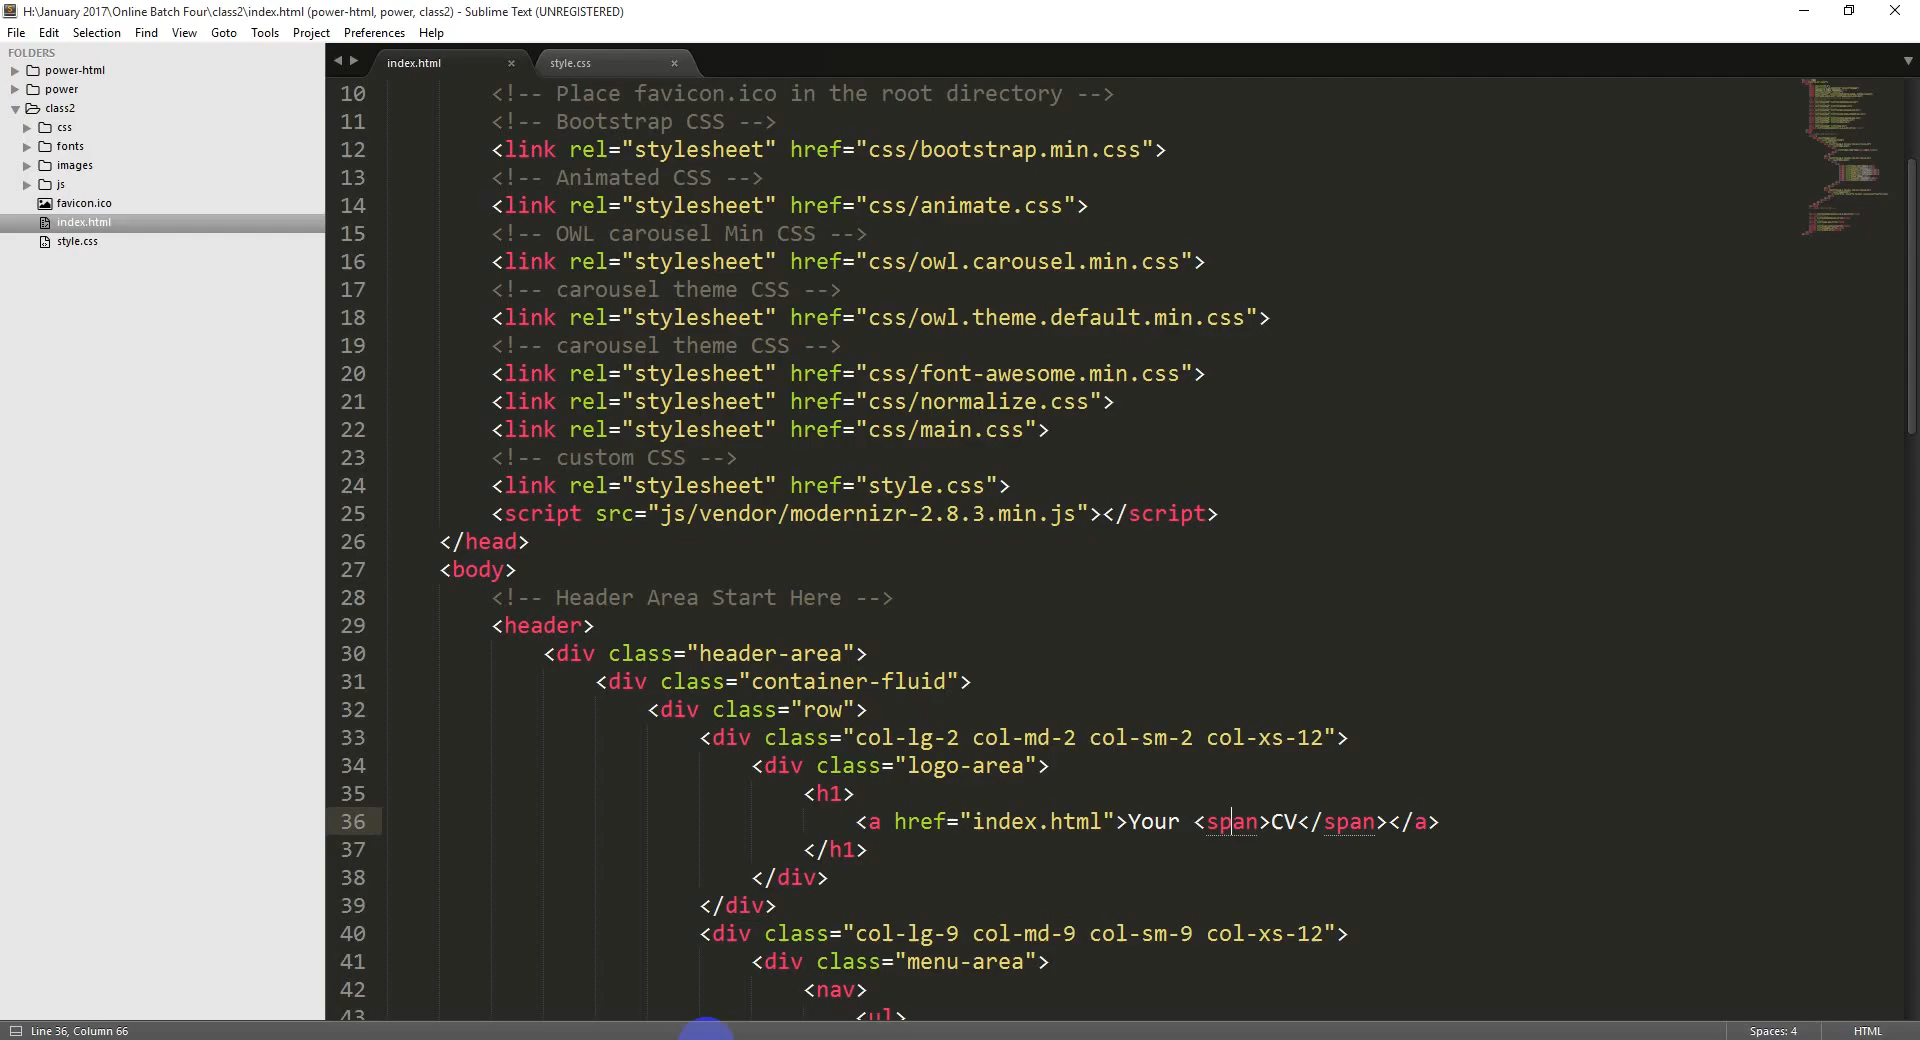 H:\January 2017\Online Batch Four\class2\index.html (power-html, power, class2) - Sublime Text (UNREGISTERED)
File Edit Selection Find View Goto Tools Project Preferences Help
FOLDERS
power-html
power
class2
css
fonts
images
js
favicon.ico
index.html
style.css
index.html
style.css
10 <!-- Place favicon.ico in the root directory -->
11 <!-- Bootstrap CSS -->
12 <link rel="stylesheet" href="css/bootstrap.min.css">
13 <!-- Animated CSS -->
14 <link rel="stylesheet" href="css/animate.css">
15 <!-- OWL carousel Min CSS -->
16 <link rel="stylesheet" href="css/owl.carousel.min.css">
17 <!-- carousel theme CSS -->
18 <link rel="stylesheet" href="css/owl.theme.default.min.css">
19 <!-- carousel theme CSS -->
20 <link rel="stylesheet" href="css/font-awesome.min.css">
21 <link rel="stylesheet" href="css/normalize.css">
22 <link rel="stylesheet" href="css/main.css">
23 <!-- custom CSS -->
24 <link rel="stylesheet" href="style.css">
25 <script src="js/vendor/modernizr-2.8.3.min.js"></script>
26 </head>
27 <body>
28 <!-- Header Area Start Here -->
29 <header>
30 <div class="header-area">
31 <div class="container-fluid">
32 <div class="row">
33 <div class="col-lg-2 col-md-2 col-sm-2 col-xs-12">
34 <div class="logo-area">
35 <h1>
36 <a href="index.html">Your <span>CV</span></a>
37 </h1>
38 </div>
39 </div>
40 <div class="col-lg-9 col-md-9 col-sm-9 col-xs-12">
41 <div class="menu-area">
42 <nav>
43 <ul>
Line 36, Column 66
Spaces: 4
HTML